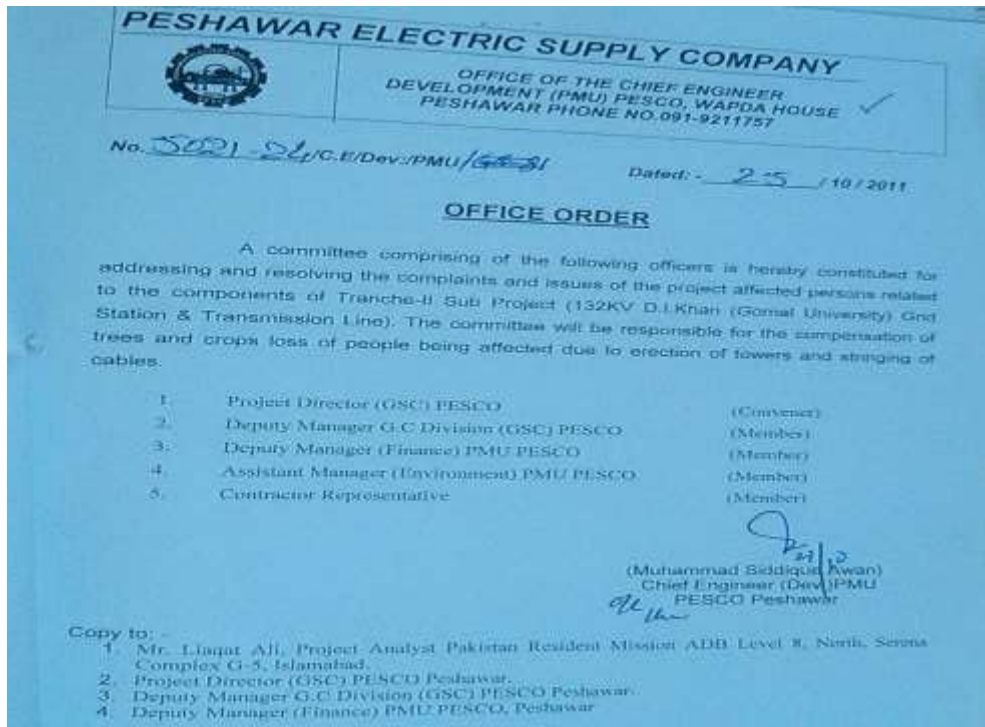 PESHAWAR ELECTRIC SUPPLY COMPANY
OFFICE OF THE CHIEF ENGINEER
DEVELOPMENT (PMU) PESCO, WAPDA HOUSE
PESHAWAR PHONE NO.091-9211757
No. 5021-24/C.E/Dev:/PMU/
Dated: - 25 /10/2011
OFFICE ORDER
A committee comprising of the following officers is hereby constituted for
addressing and resolving the complaints and issues of the project affected persons related
to the components of Tranche-II Sub Project (132KV D.I.Khan (Gomal University) Grid
Station & Transmission Line). The committee will be responsible for the compensation of
trees and crops loss of people being affected due to erection of towers and stringing of
cables.
1. Project Director (GSC) PESCO (Convener)
2. Deputy Manager G.C Division (GSC) PESCO (Member)
3. Deputy Manager (Finance) PMU PESCO (Member)
4. Assistant Manager (Environment) PMU PESCO (Member)
5. Contractor Representative (Member)
(Muhammad Siddique Awan)
Chief Engineer (Dev)PMU
PESCO Peshawar
Copy to: -
1. Mr. Liaqat Ali, Project Analyst Pakistan Resident Mission ADB Level 8, North, Serena
Complex G-5, Islamabad.
2. Project Director (GSC) PESCO Peshawar.
3. Deputy Manager G.C Division (GSC) PESCO Peshawar.
4. Deputy Manager (Finance) PMU PESCO, Peshawar